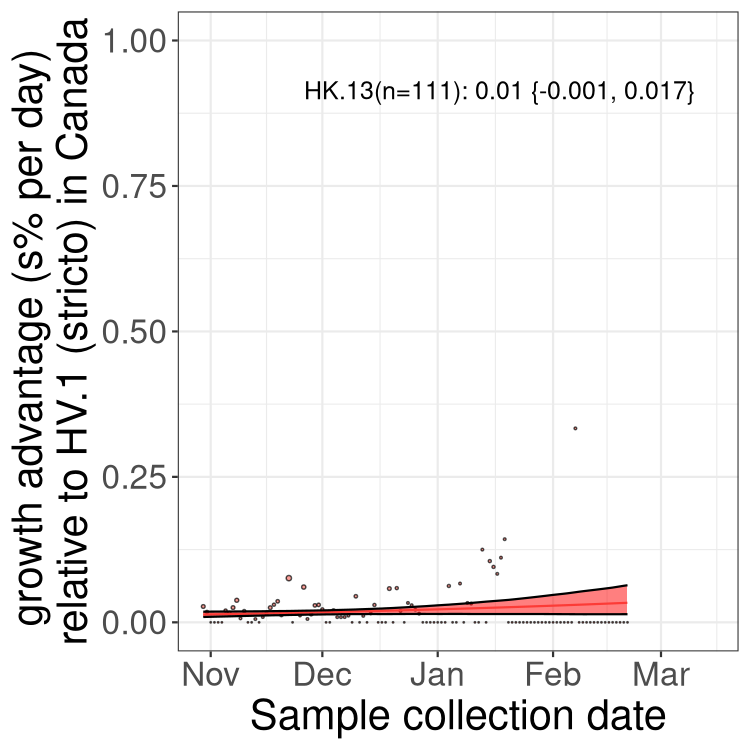 growth advantage (s% per day)
relative to HV.1 (stricto) in Canada
1.00
0.75
0.50
0.25
0.00
HK.13(n=111): 0.01 {-0.001, 0.017}
Nov Dec Jan Feb Mar
Sample collection date